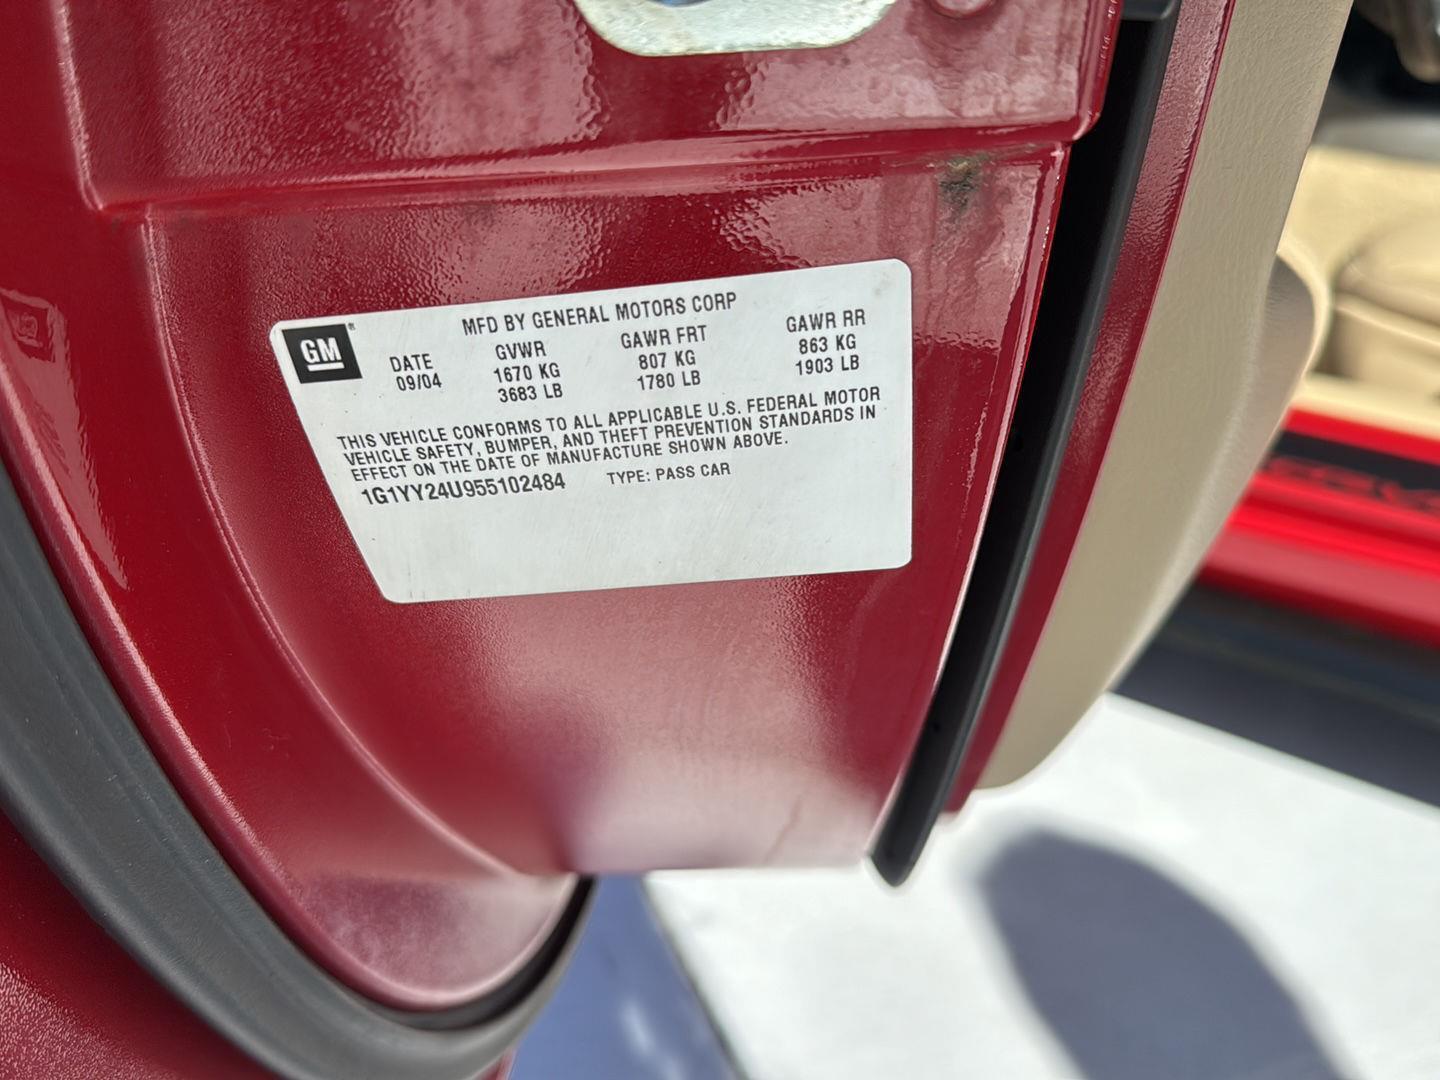 MFD BY GENERAL MOTORS CORP
GM®
DATE GVWR GAWR FRT GAWR RR
09/04 1670 KG 807 KG 863 KG
3683 LB 1780 LB 1903 LB
THIS VEHICLE CONFORMS TO ALL APPLICABLE U.S. FEDERAL MOTOR
VEHICLE SAFETY, BUMPER, AND THEFT PREVENTION STANDARDS IN
EFFECT ON THE DATE OF MANUFACTURE SHOWN ABOVE.
1G1YY24U955102484 TYPE: PASS CAR